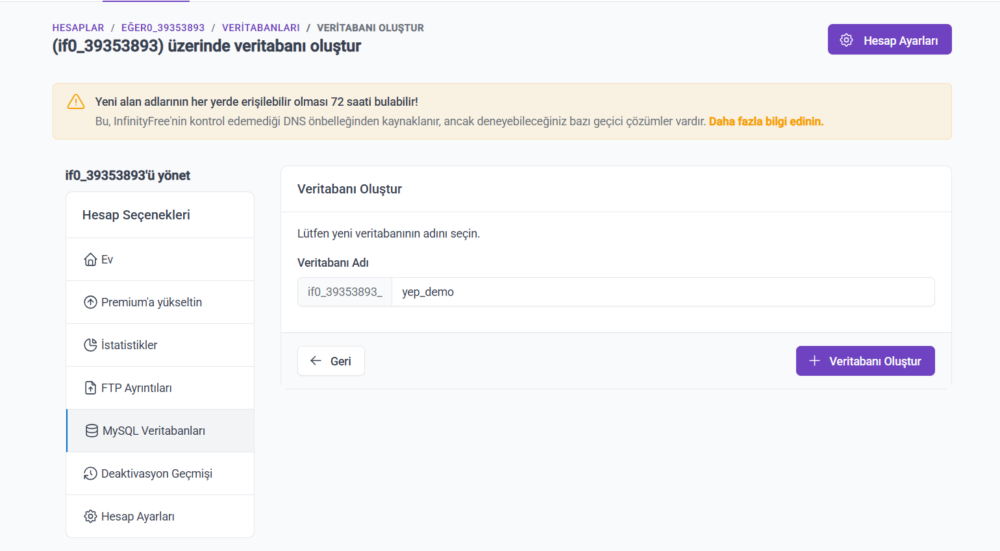 HESAPLAR / EĞER0_39353893 / VERİTABANLARI / VERİTABANI OLUŞTUR
(if0_39353893) üzerinde veritabanı oluştur
Hesap Ayarları
Yeni alan adlarının her yerde erişilebilir olması 72 saati bulabilir!
Bu, InfinityFree'nin kontrol edemediği DNS önbelleğinden kaynaklanır, ancak deneyebileceğiniz bazı geçici çözümler vardır. Daha fazla bilgi edinin.
if0_39353893'ü yönet
Hesap Seçenekleri
Ev
Premium'a yükseltin
İstatistikler
FTP Ayrıntıları
MySQL Veritabanları
Deaktivasyon Geçmişi
Hesap Ayarları
Veritabanı Oluştur
Lütfen yeni veritabanının adını seçin.
Veritabanı Adı
if0_39353893_ yep_demo
Geri
Veritabanı Oluştur